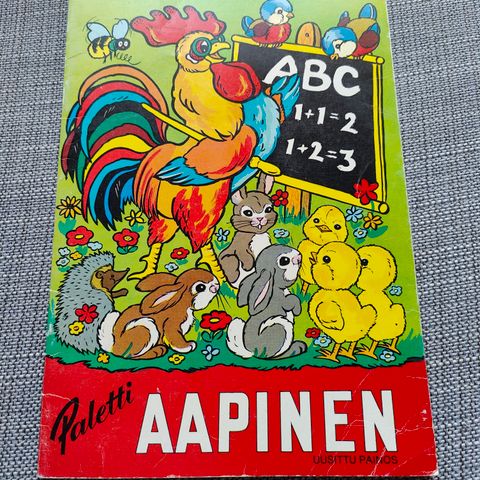 ABC
1+1=2
1+2=3
Paletti
AAPINEN
UUSITTU PAINOS